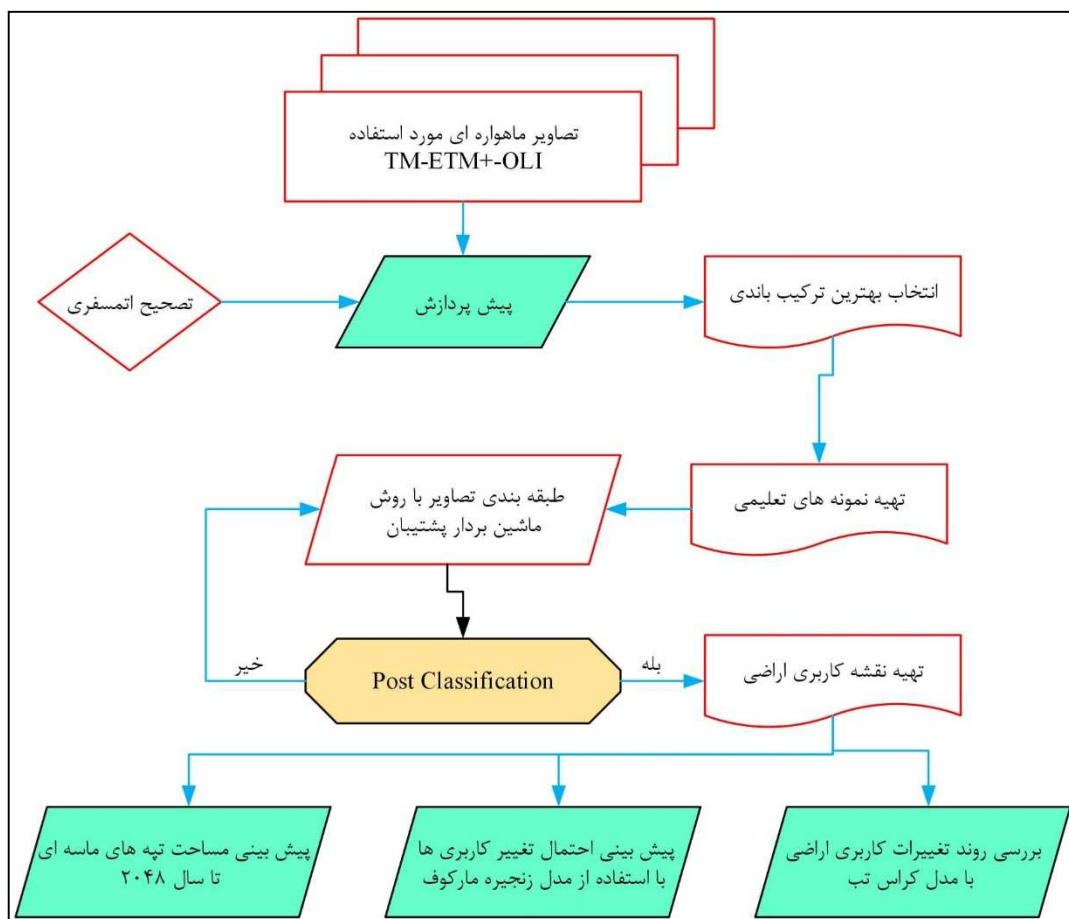 تصاویر ماهواره ای مورد استفاده
TM-ETM+-OLI
تصحیح اتمسفری
پیش پردازش
انتخاب بهترین ترکیب باندی
تهیه نمونه های تعلیمی
طبقه بندی تصاویر با روش
ماشین بردار پشتیبان
Post Classification
خیر
بله
تهیه نقشه کاربری اراضی
بررسی روند تغییرات کاربری اراضی
با مدل کراس تب
پیش بینی احتمال تغییر کاربری ها
با استفاده از مدل زنجیره مارکوف
پیش بینی مساحت تپه های ماسه ای
تا سال ۲۰۴۸